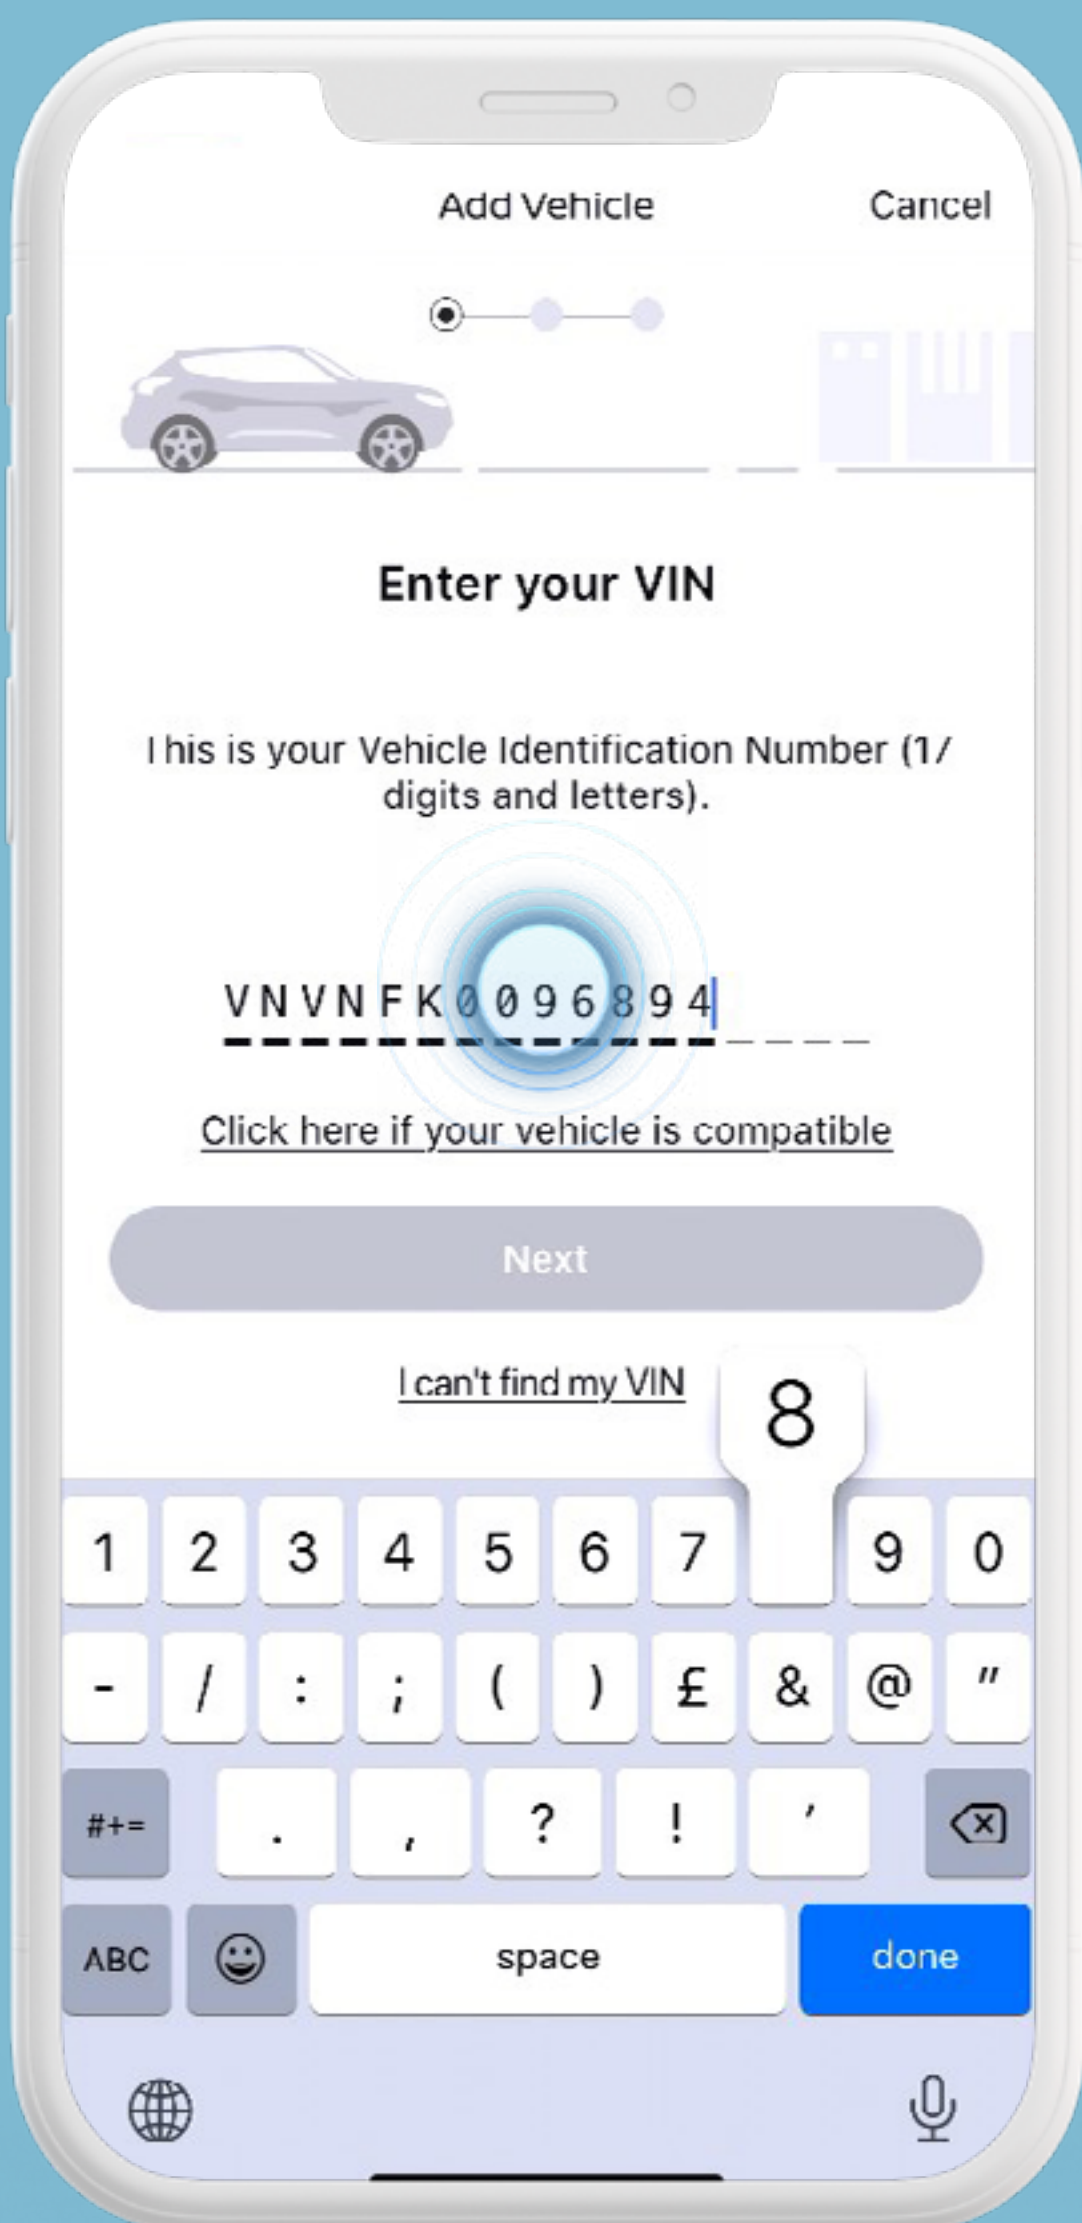 Add Vehicle Cancel
Enter your VIN
This is your Vehicle Identification Number (17
digits and letters).
VNVNFK0096894
Click here if your vehicle is compatible
Next
I can't find my VIN
8
1 2 3 4 5 6 7 9 0
- / : ; ( ) £ & @ "
#+= . , ? ! '
ABC space done